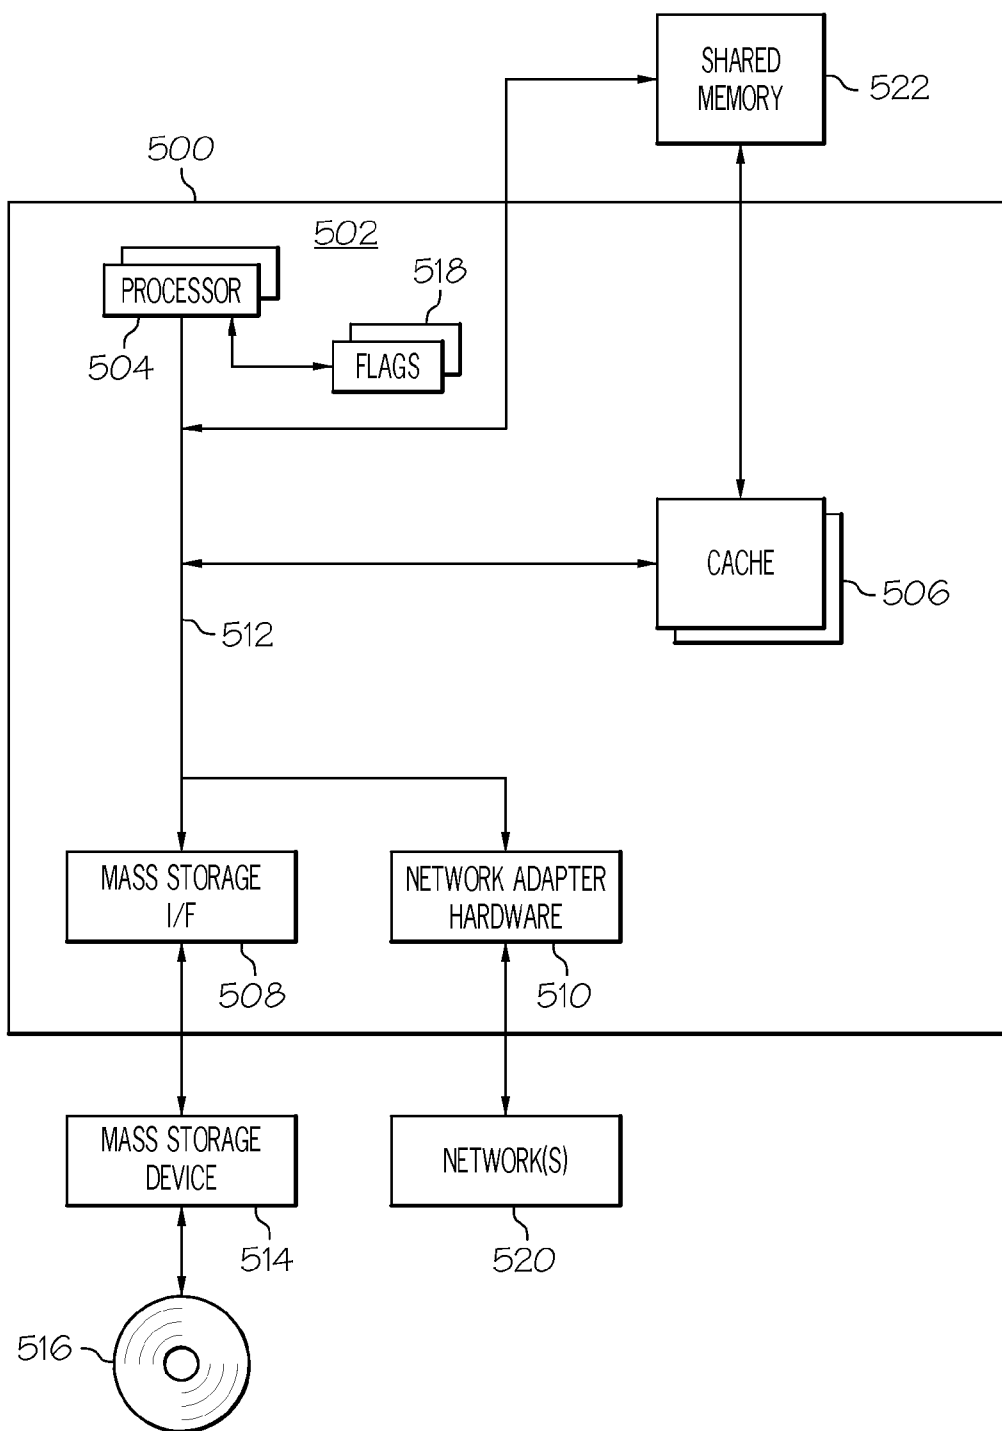 SHARED
MEMORY
522
500
502
PROCESSOR
518
504
FLAGS
CACHE
506
512
MASS STORAGE
I/F
NETWORK ADAPTER
HARDWARE
508
510
MASS STORAGE
DEVICE
NETWORK(S)
514
520
516